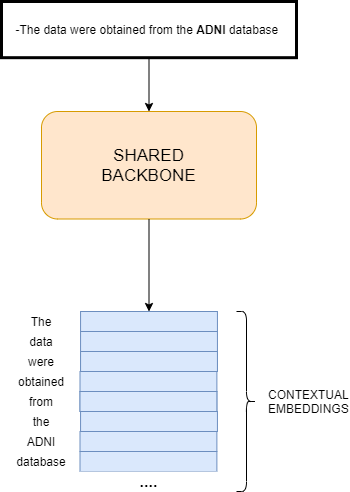 -The data were obtained from the ADNI database
SHARED
BACKBONE
The
data
were
obtained
from
the
ADNI
database
....
CONTEXTUAL
EMBEDDINGS